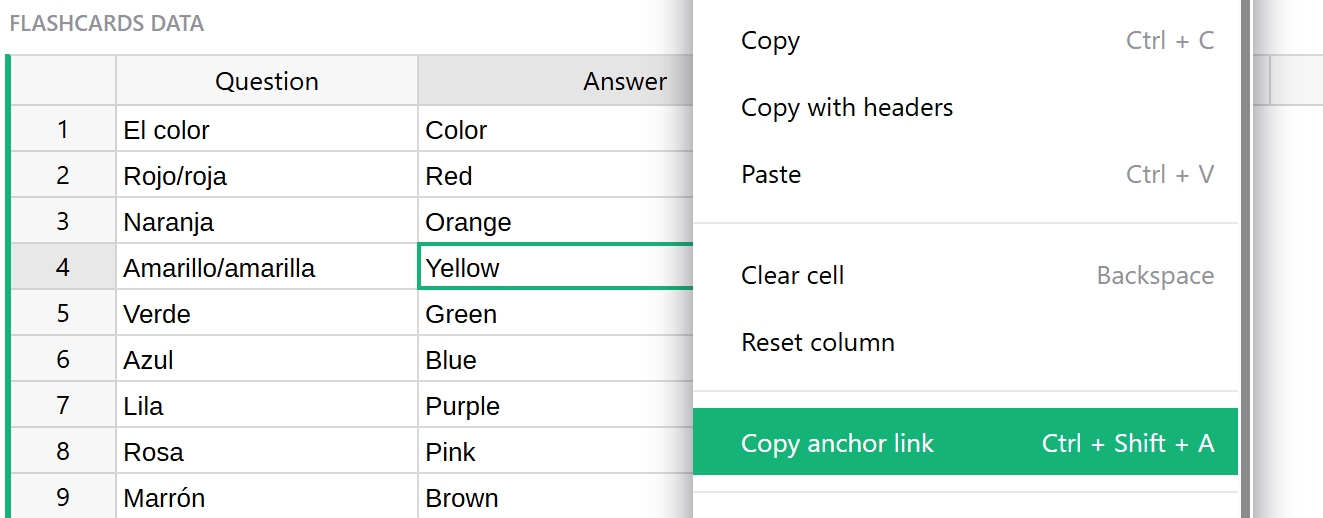 FLASHCARDS DATA
Question Answer
1 El color Color
2 Rojo/roja Red
3 Naranja Orange
4 Amarillo/amarilla Yellow
5 Verde Green
6 Azul Blue
7 Lila Purple
8 Rosa Pink
9 Marrón Brown
Copy Ctrl + C
Copy with headers
Paste Ctrl + V
Clear cell Backspace
Reset column
Copy anchor link Ctrl + Shift + A